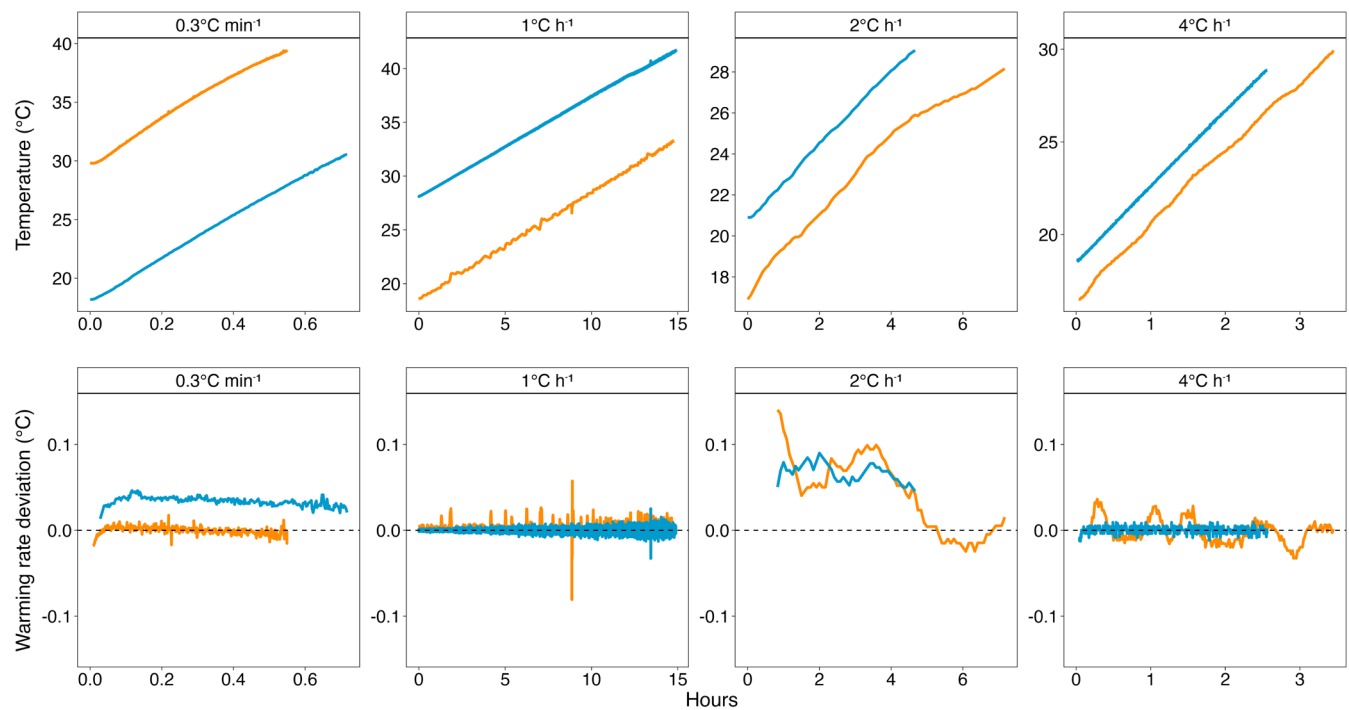 0.3°C min⁻¹
1°C h⁻¹
2°C h⁻¹
4°C h⁻¹
Temperature (°C)
40
35
30
25
20
0.0 0.2 0.4 0.6
40
35
30
25
20
0 5 10 15
28
26
24
22
20
18
0 2 4 6
30
25
20
0 1 2 3
0.3°C min⁻¹
1°C h⁻¹
2°C h⁻¹
4°C h⁻¹
Warming rate deviation (°C)
0.1
0.0
-0.1
0.0 0.2 0.4 0.6
0.1
0.0
-0.1
0 5 10 15
0.1
0.0
-0.1
0 2 4 6
0.1
0.0
-0.1
0 1 2 3
Hours